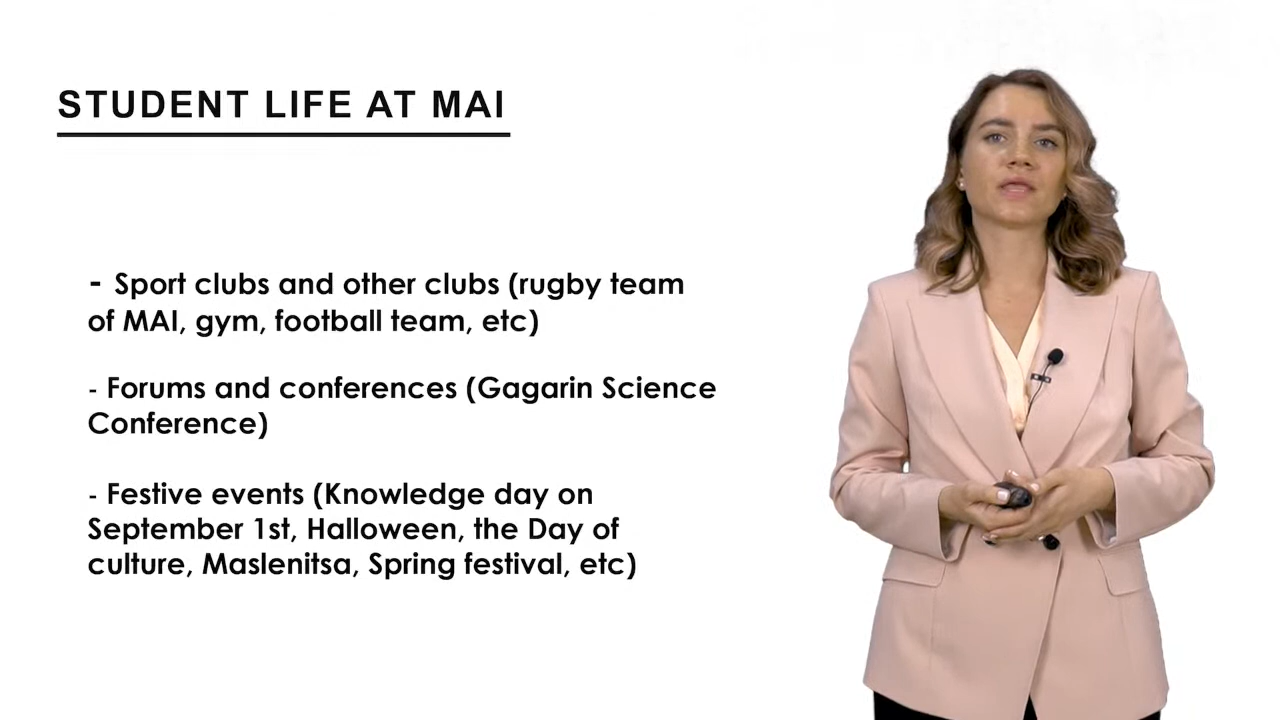 STUDENT LIFE AT MAI
- Sport clubs and other clubs (rugby team
of MAI, gym, football team, etc)
- Forums and conferences (Gagarin Science
Conference)
- Festive events (Knowledge day on
September 1st, Halloween, the Day of
culture, Maslenitsa, Spring festival, etc)